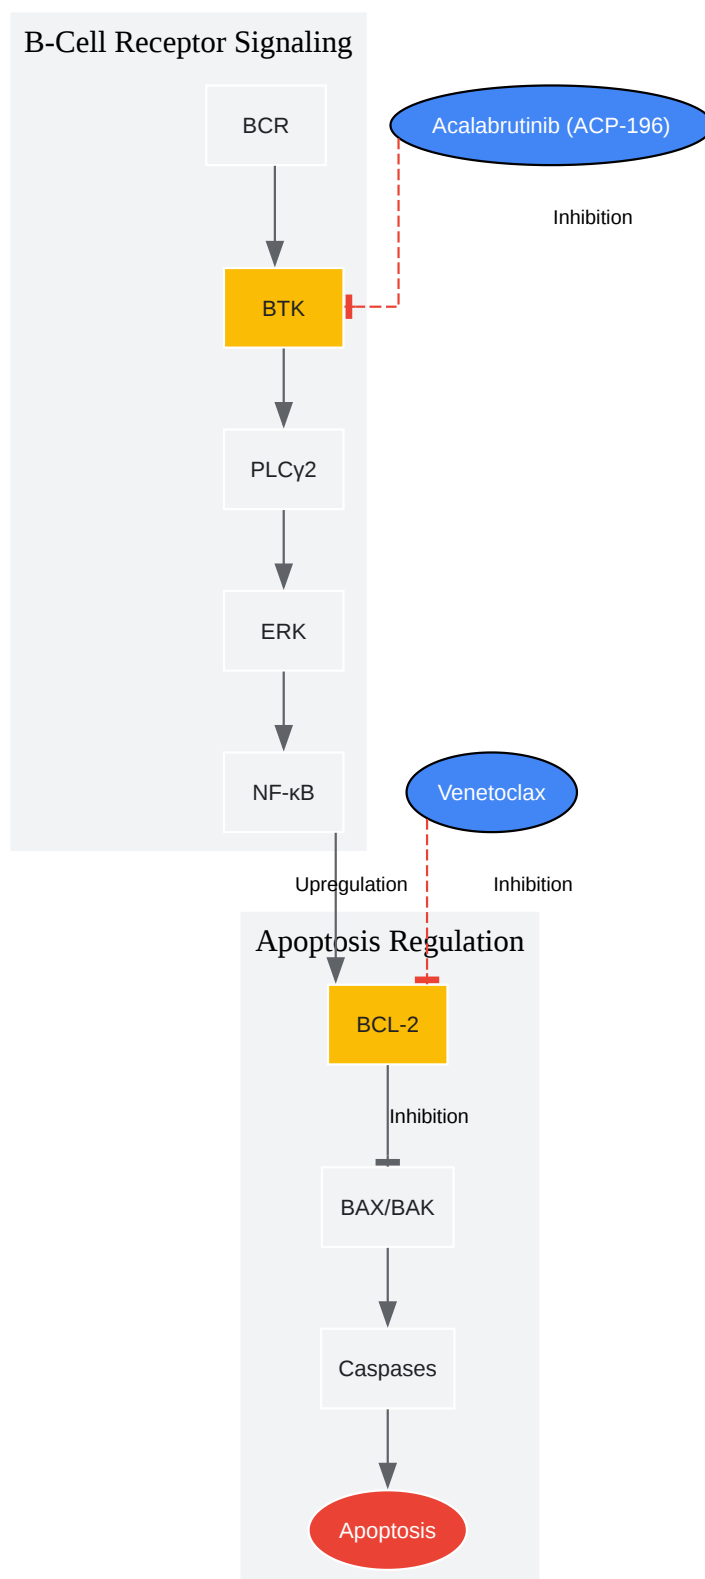 B-Cell Receptor Signaling
BCR
Acalabrutinib (ACP-196)
Inhibition
BTK
PLCγ2
ERK
NF-κB
Venetoclax
Upregulation
Inhibition
Apoptosis Regulation
BCL-2
Inhibition
BAX/BAK
Caspases
Apoptosis